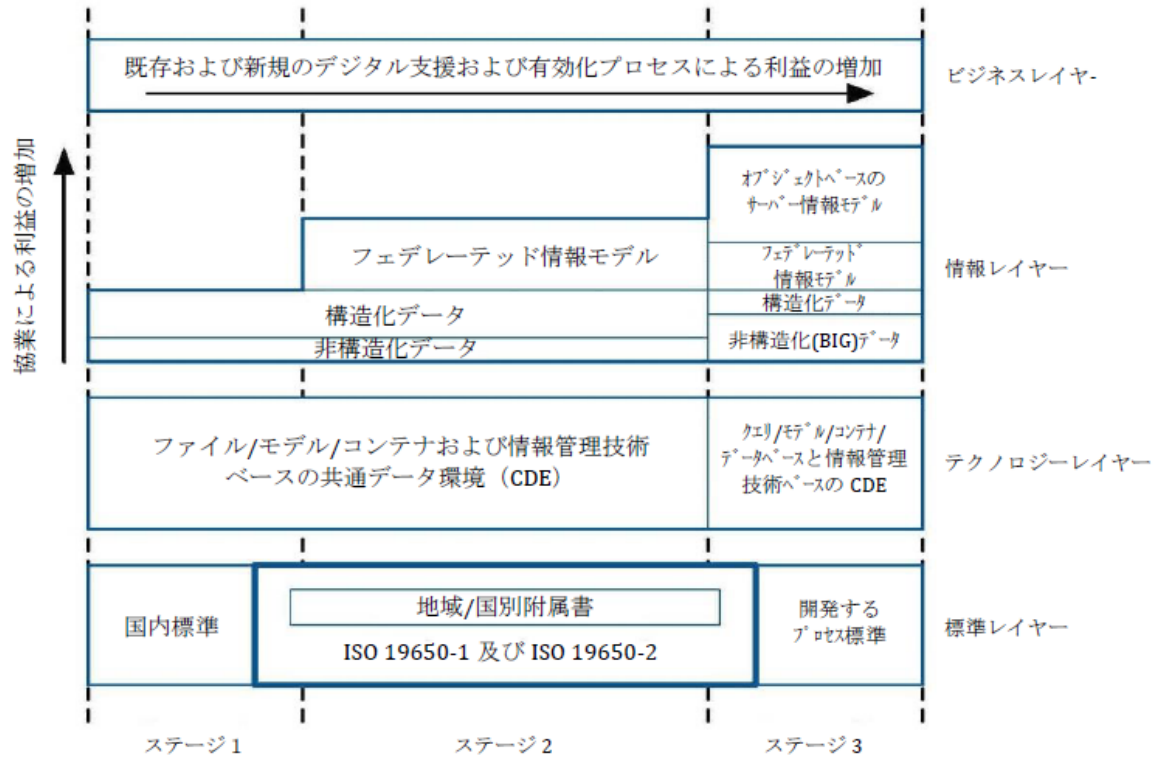 既存および新規のデジタル支援および有効化プロセスによる利益の増加
ビジネスレイヤ-
協業による利益の増加
オブジェクトベースの
サーバー情報モデル
フェデレーテッド情報モデル
フェデレーテッド
情報モデル
情報レイヤー
構造化データ
構造化データ
非構造化データ
非構造化(BIG)データ
ファイル/モデル/コンテナおよび情報管理技術
ベースの共通データ環境（CDE）
クエリ/モデル/コンテナ/
データベースと情報管理
技術ベースの CDE
テクノロジーレイヤー
国内標準
地域/国別附属書
ISO 19650-1 及び ISO 19650-2
開発する
プロセス標準
標準レイヤー
ステージ 1
ステージ 2
ステージ 3